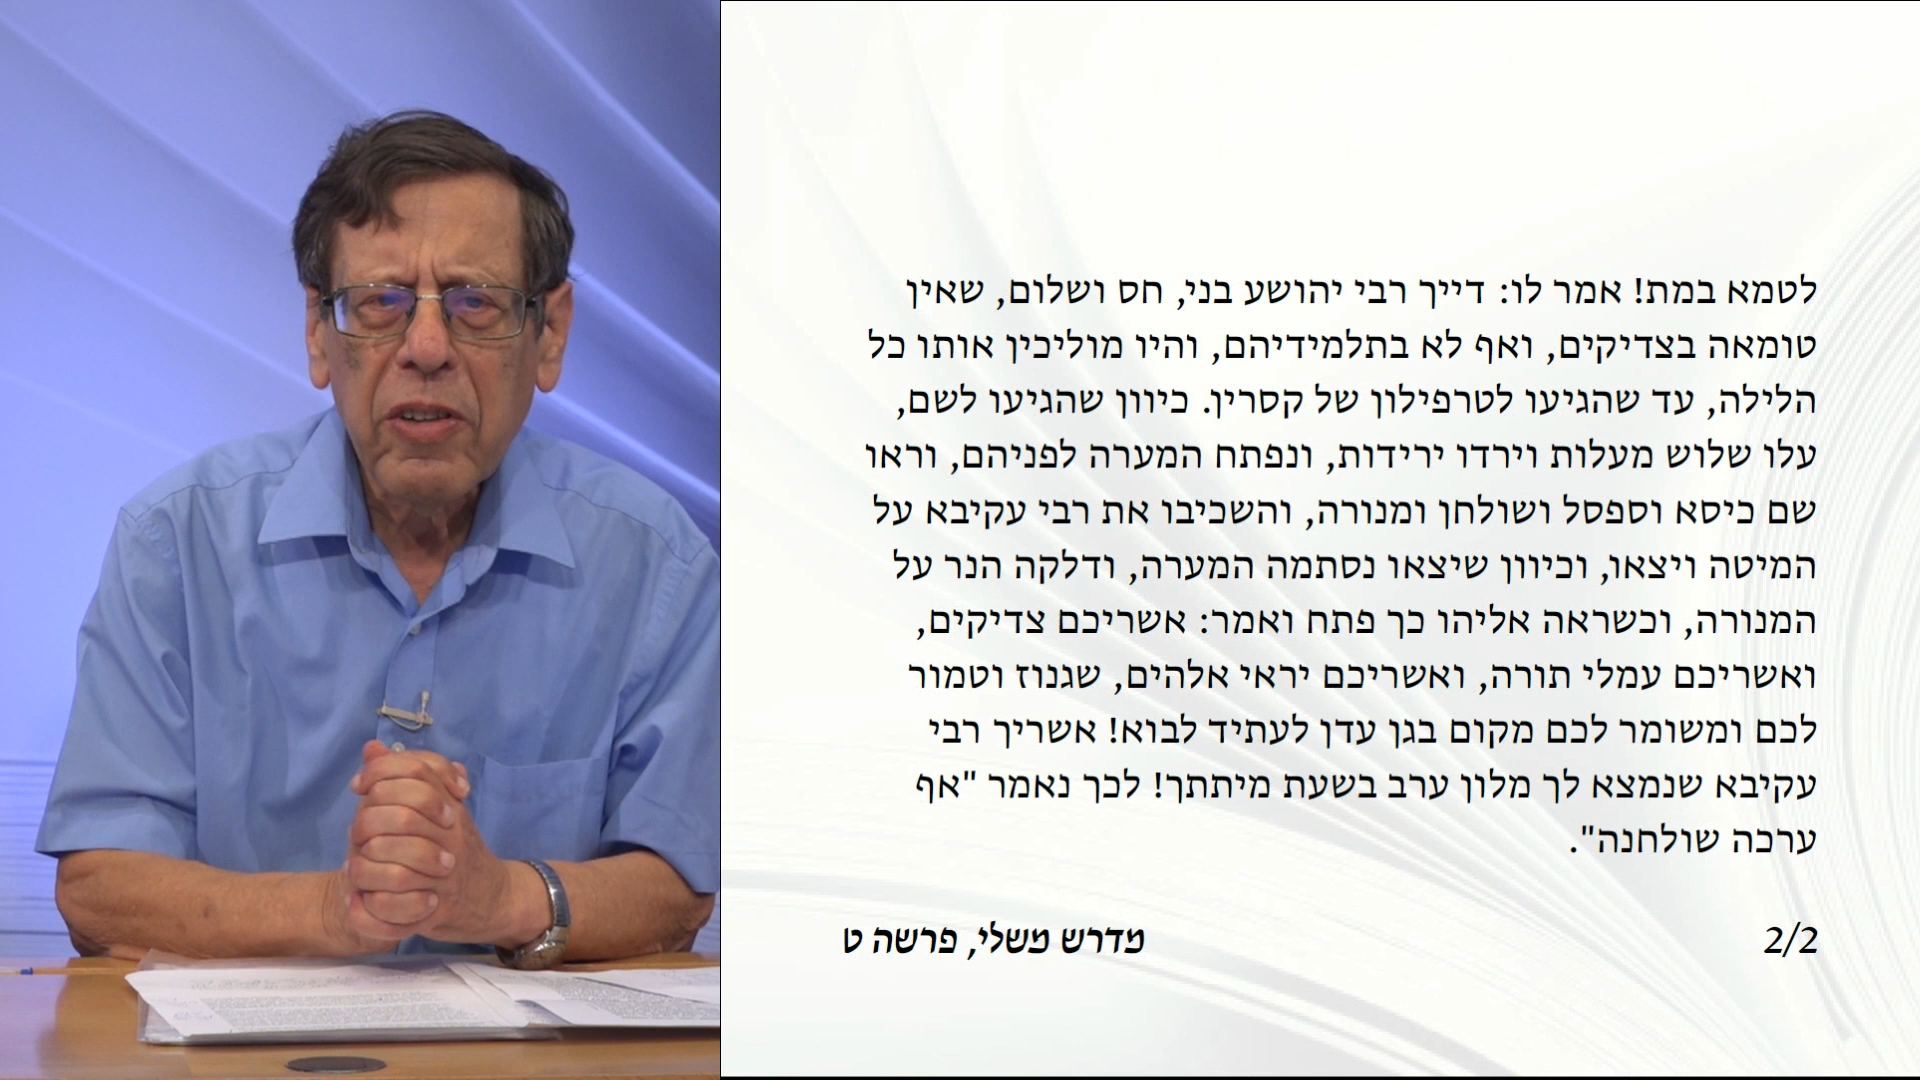 לטמא במת! אמר לו: דייך רבי יהושע בני, חס ושלום, שאין
טומאה בצדיקים, ואף לא בתלמידיהם, והיו מוליכין אותו כל
הלילה, עד שהגיעו לטרפילון של קסרין. כיוון שהגיעו לשם,
עלו שלוש מעלות וירדו ירידות, ונפתח המערה לפניהם, וראו
שם כיסא וספסל ושולחן ומנורה, והשכיבו את רבי עקיבא על
המיטה ויצאו, וכיוון שיצאו נסתמה המערה, ודלקה הנר על
המנורה, וכשראה אליהו כך פתח ואמר: אשריכם צדיקים,
ואשריכם עמלי תורה, ואשריכם יראי אלהים, שגנוז וטמור
לכם ומשומר לכם מקום בגן עדן לעתיד לבוא! אשריך רבי
עקיבא שנמצא לך מלון ערב בשעת מיתתך! לכך נאמר "אף
ערכה שולחנה".
2/2
מדרש משלי, פרשה ט